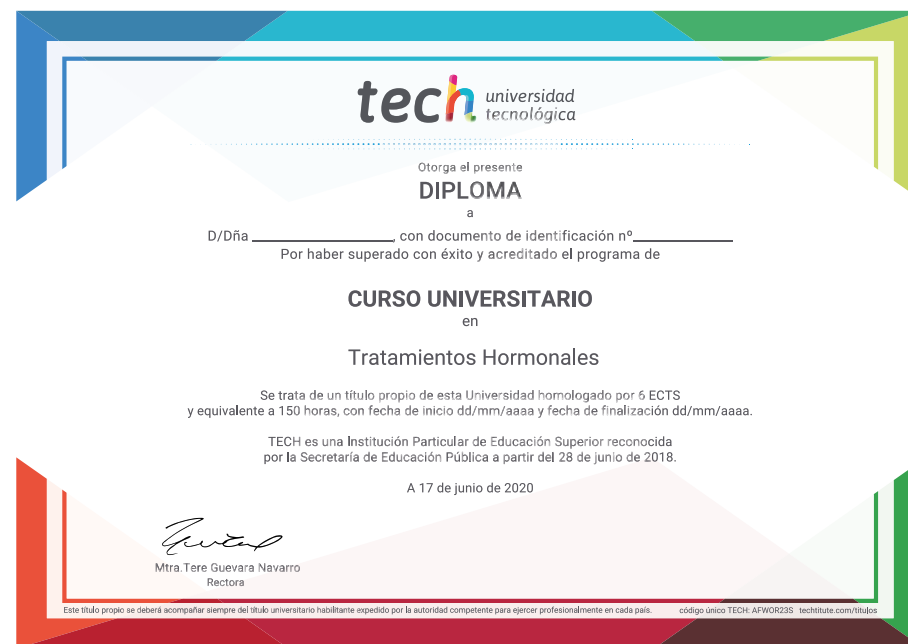 tech universidad
tecnológica
Otorga el presente
DIPLOMA
a
D/Dña ____________________, con documento de identificación nº______________
Por haber superado con éxito y acreditado el programa de
CURSO UNIVERSITARIO
en
Tratamientos Hormonales
Se trata de un título propio de esta Universidad homologado por 6 ECTS
y equivalente a 150 horas, con fecha de inicio dd/mm/aaaa y fecha de finalización dd/mm/aaaa.
TECH es una Institución Particular de Educación Superior reconocida
por la Secretaría de Educación Pública a partir del 28 de junio de 2018.
A 17 de junio de 2020
Mtra.Tere Guevara Navarro
Rectora
Este título propio se deberá acompañar siempre del título universitario habilitante expedido por la autoridad competente para ejercer profesionalmente en cada país. código único TECH: AFWOR23S techtitute.com/titulos